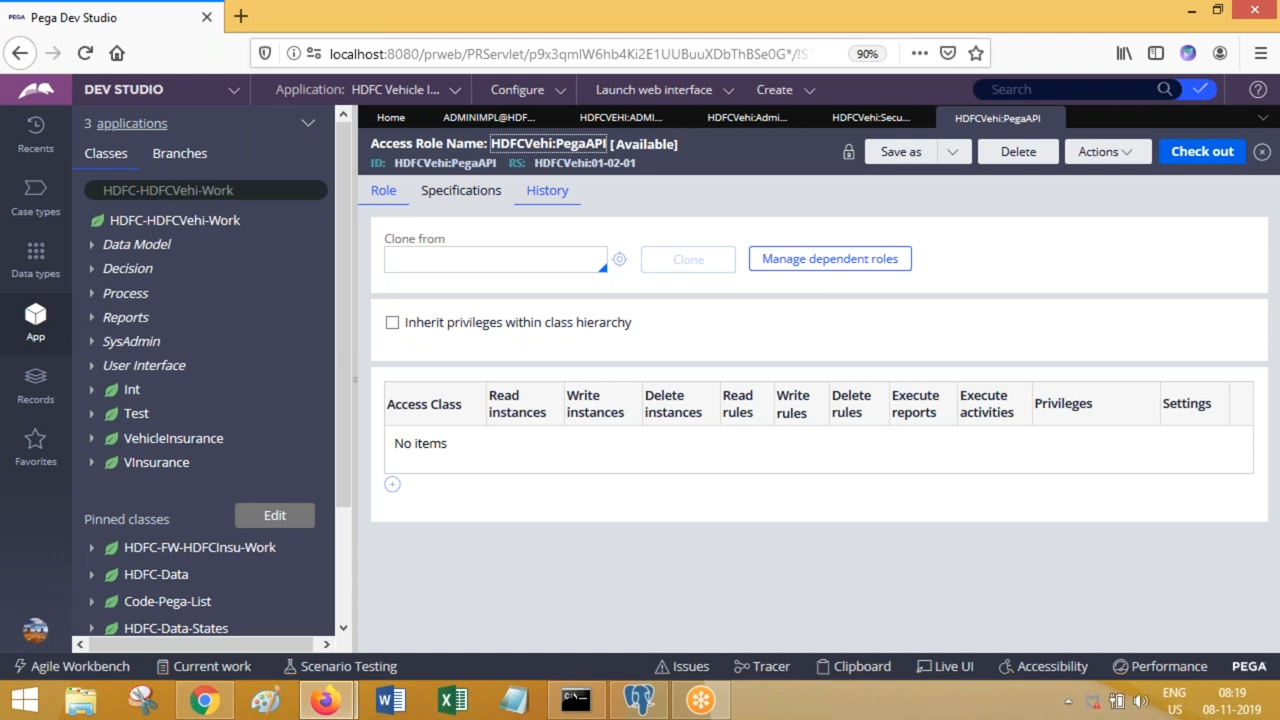 PEGA Pega Dev Studio
localhost:8080/prweb/PRServlet/p9x3qmlW6hb4Ki2E1UUBuuXDbThBSe0G*/!S 90%
DEV STUDIO Application: HDFC Vehicle I... Configure Create Launch web interface Search
3 applications
Classes Branches
HDFC-HDFCVehi-Work
HDFC-HDFCVehi-Work
Data Model
Decision
Process
Reports
SysAdmin
User Interface
Int
Test
VehicleInsurance
VInsurance
Pinned classes Edit
HDFC-FW-HDFCInsu-Work
HDFC-Data
Code-Pega-List
HDFC-Data-States
Recents
Case types
Data types
App
Records
Favorites
Home ADMINIMPL@HDF... HDFCVEHI:ADMI... HDFCVehi:Admi... HDFCVehi:Secu... HDFCVehi:PegaAPI
Access Role Name: HDFCVehi:PegaAPI [Available]
ID: HDFCVehi:PegaAPI RS: HDFCVehi:01-02-01
Save as Delete Actions Check out
Role Specifications History
Clone from
Clone Manage dependent roles
Inherit privileges within class hierarchy
Access Class Read instances Write instances Delete instances Read rules Write rules Delete rules Execute reports Execute activities Privileges Settings
No items
Agile Workbench Current work Scenario Testing Issues Tracer Clipboard Live UI Accessibility Performance PEGA
ENG 08:19
US 08-11-2019